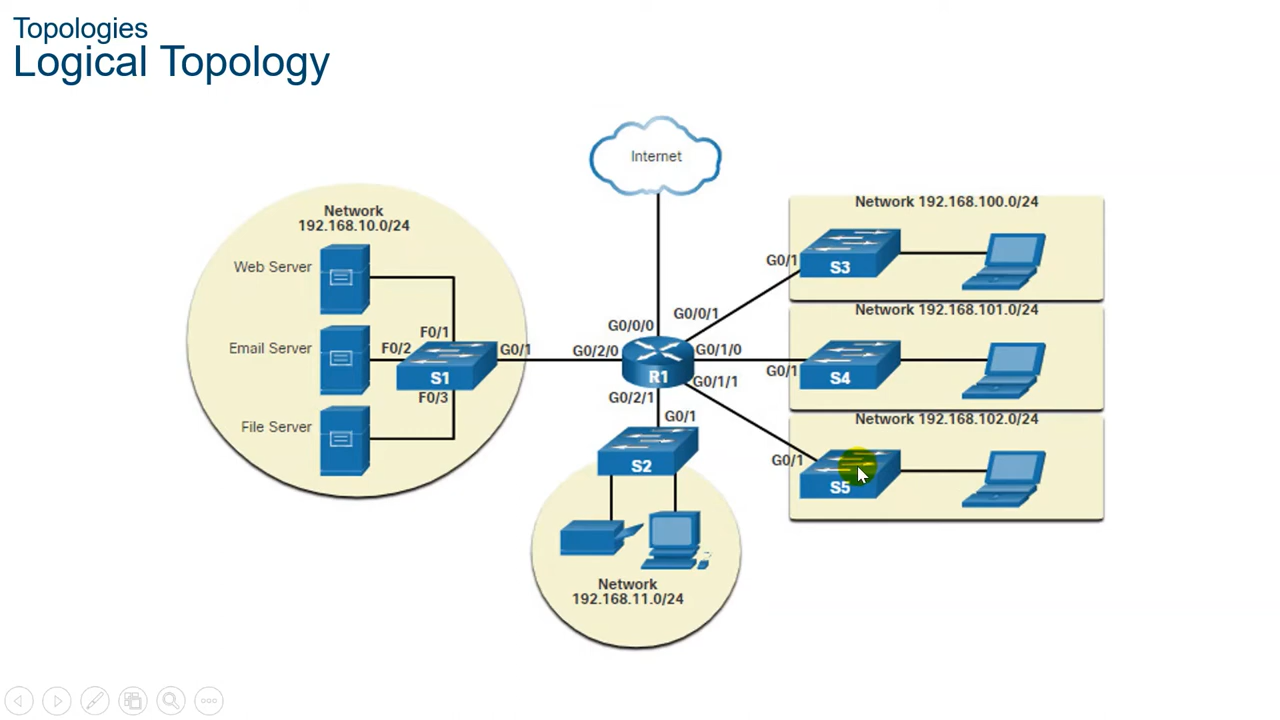 Topologies
Logical Topology
Internet
Network
192.168.10.0/24
Web Server
Email Server
File Server
F0/1
F0/2
F0/3
S1
G0/1
G0/2/0
G0/0/0
G0/0/1
G0/1/0
G0/1/1
G0/2/1
R1
G0/1
S2
Network
192.168.11.0/24
Network 192.168.100.0/24
G0/1
S3
Network 192.168.101.0/24
G0/1
S4
Network 192.168.102.0/24
G0/1
S5